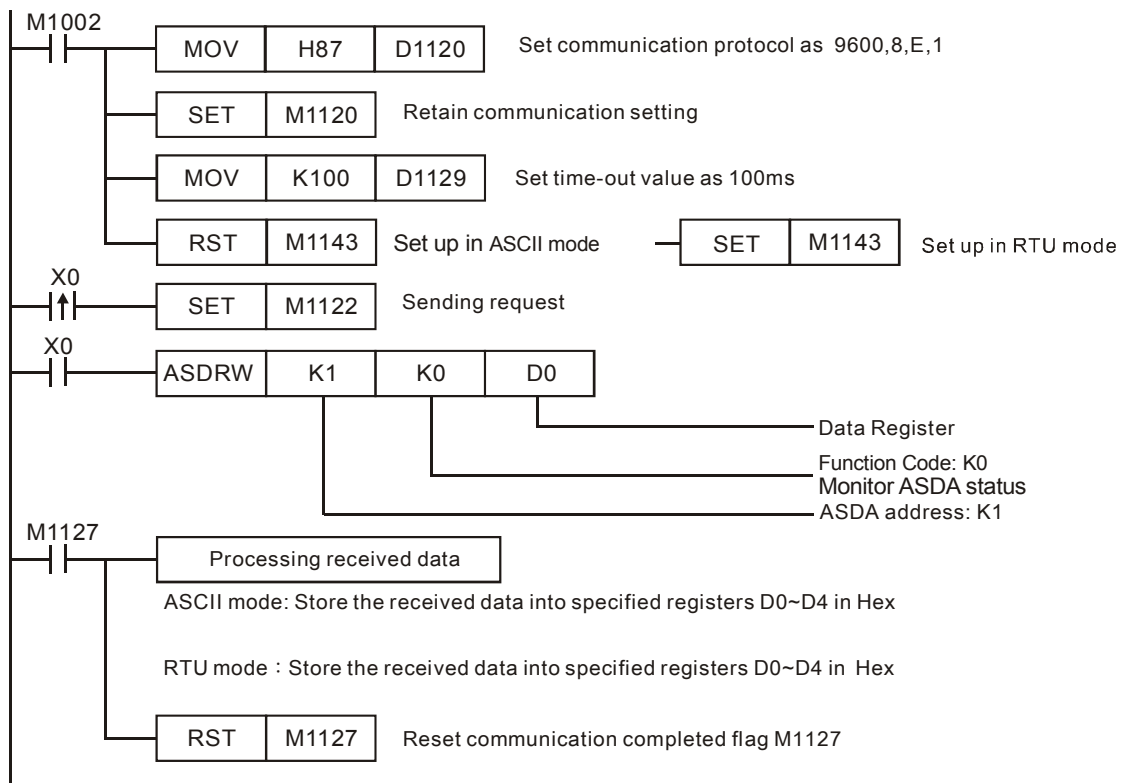 M1002
MOV H87 D1120 Set communication protocol as 9600,8,E,1
SET M1120 Retain communication setting
MOV K100 D1129 Set time-out value as 100ms
RST M1143 Set up in ASCII mode SET M1143 Set up in RTU mode
X0
SET M1122 Sending request
X0
ASDRW K1 K0 D0
Data Register
Function Code: K0
Monitor ASDA status
ASDA address: K1
M1127
Processing received data
ASCII mode: Store the received data into specified registers D0~D4 in Hex
RTU mode：Store the received data into specified registers D0~D4 in Hex
RST M1127 Reset communication completed flag M1127